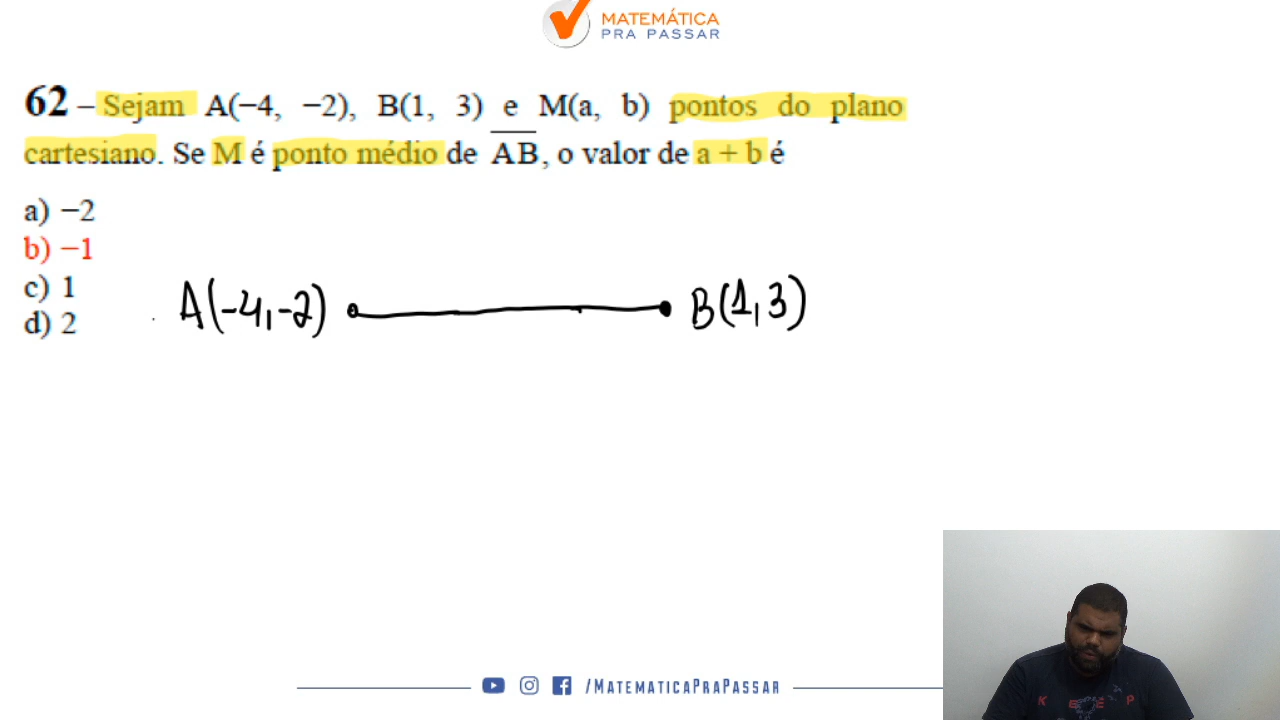 MATEMÁTICA
PRA PASSAR
62 – Sejam A(−4, −2), B(1, 3) e M(a, b) pontos do plano
cartesiano. Se M é ponto médio de AB, o valor de a + b é
a) −2
b) −1
c) 1
d) 2
A(-4,-2) B(1,3)
/MATEMATICAPRAPASSAR
K E E P